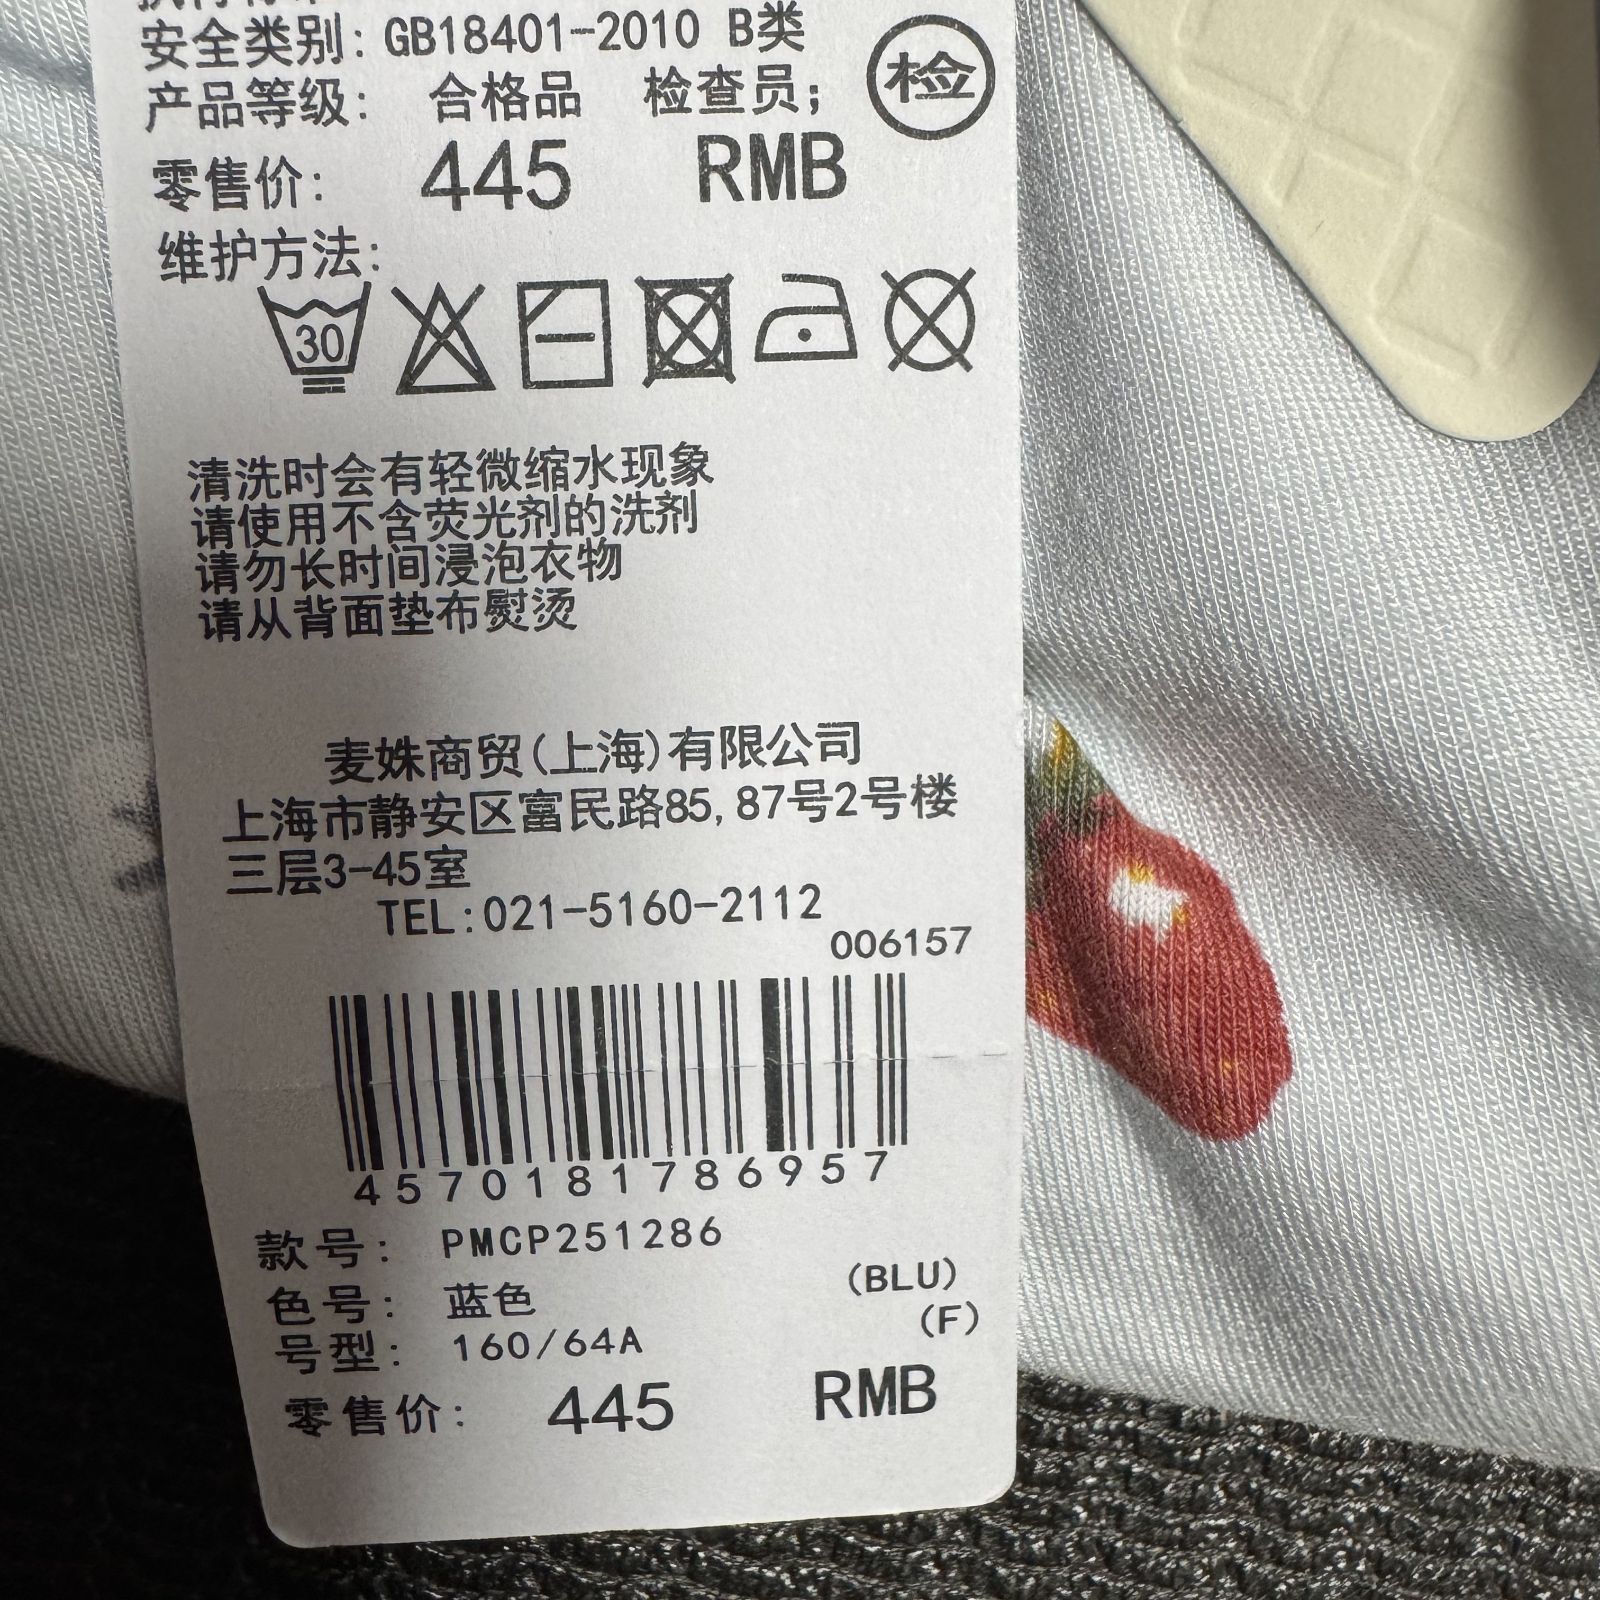 安全类别: GB18401-2010 B类
产品等级: 合格品 检查员; 检
零售价: 445 RMB
维护方法:
30
清洗时会有轻微缩水现象
请使用不含荧光剂的洗剂
请勿长时间浸泡衣物
请从背面垫布熨烫
麦姝商贸(上海)有限公司
上海市静安区富民路85,87号2号楼
三层3-45室
TEL:021-5160-2112
006157
4570181786957
款号: PMCP251286
色号: 蓝色 (BLU)
号型: 160/64A (F)
零售价: 445 RMB